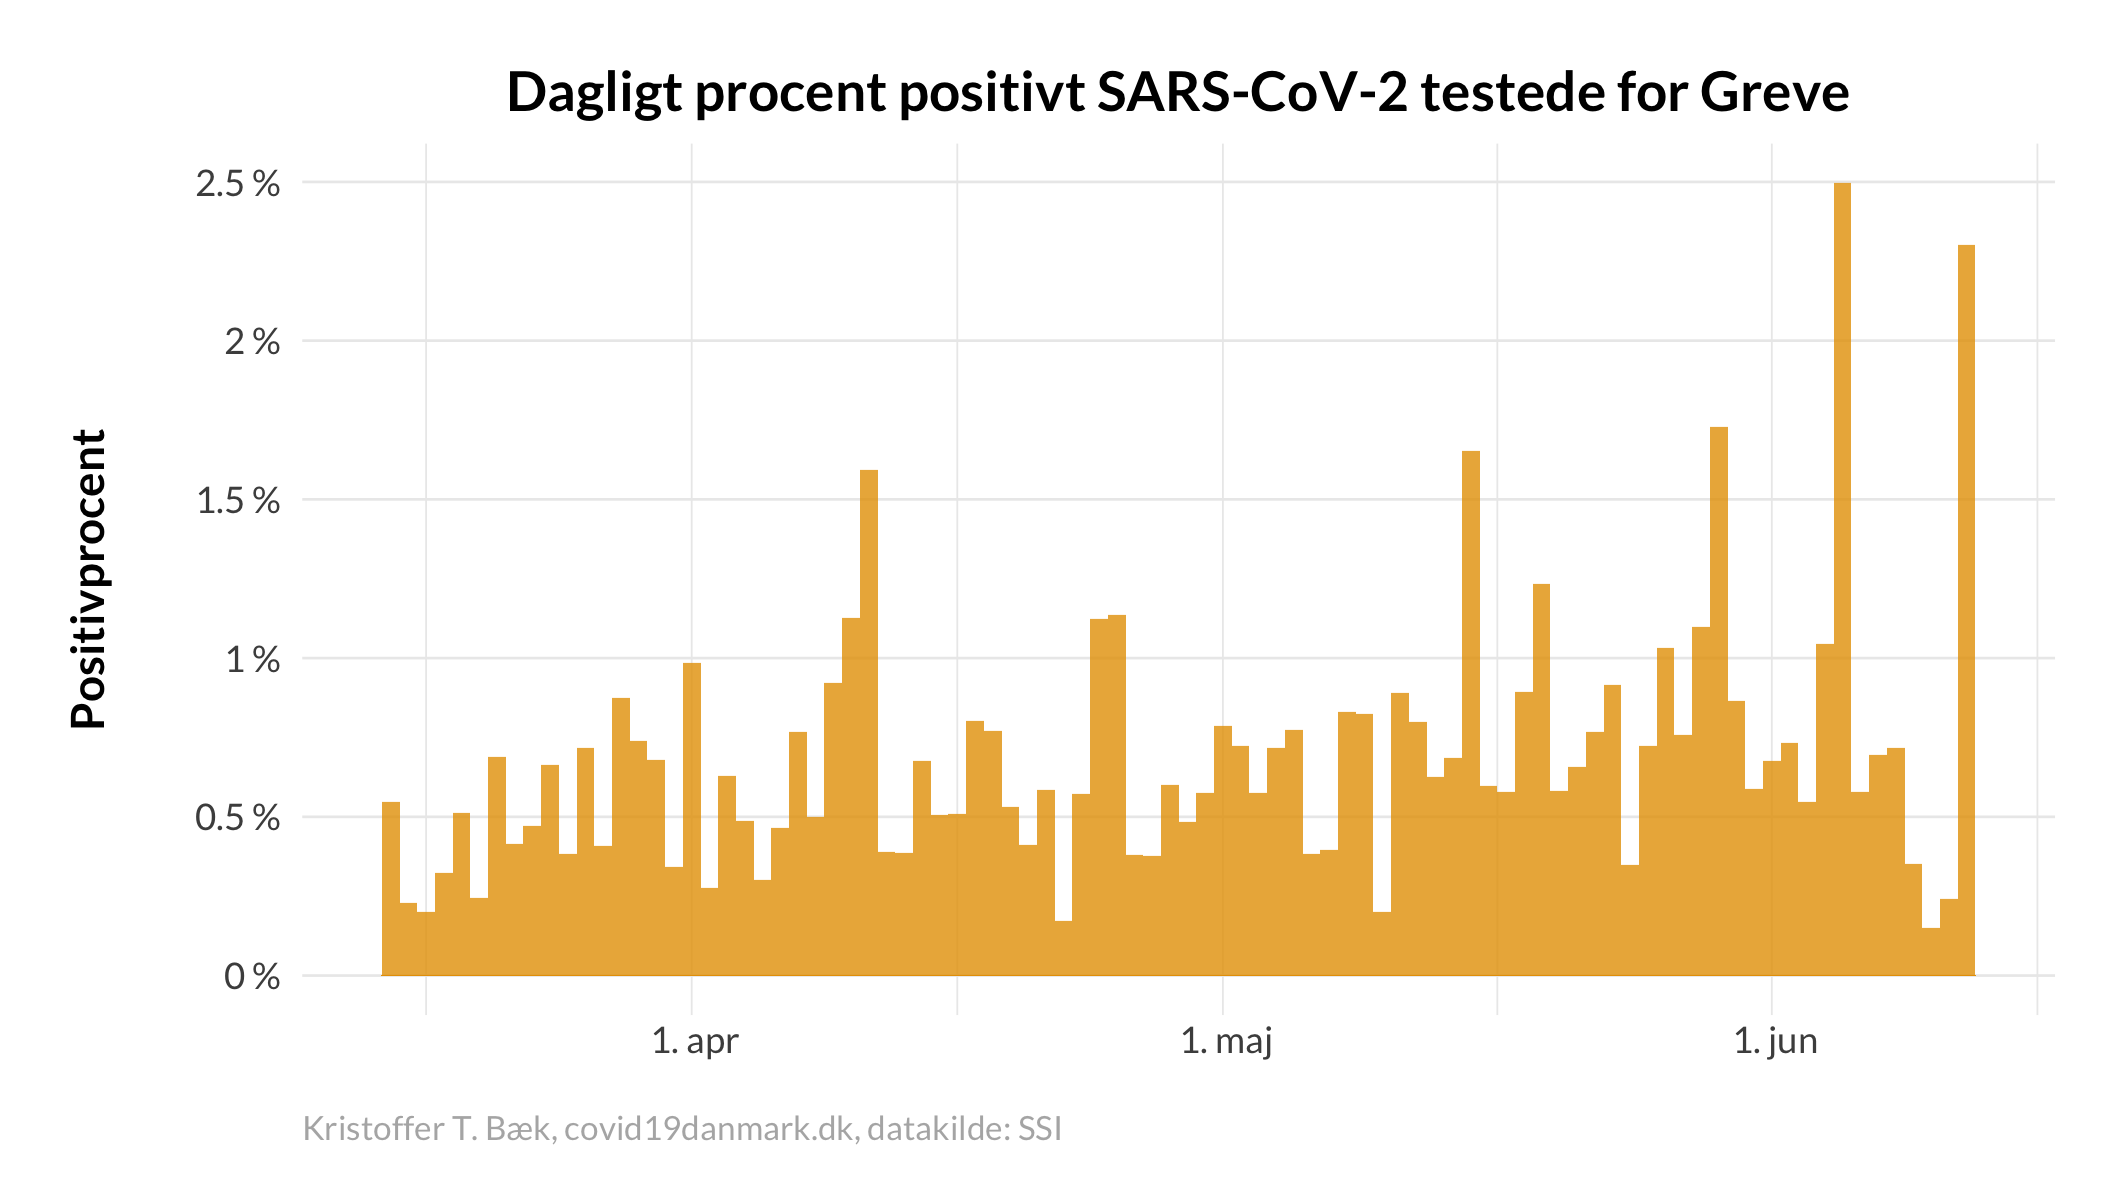 Dagligt procent positivt SARS-CoV-2 testede for Greve
Positivprocent
2.5 %
2 %
1.5 %
1 %
0.5 %
0 %
1. apr
1. maj
1. jun
Kristoffer T. Bæk, covid19danmark.dk, datakilde: SSI